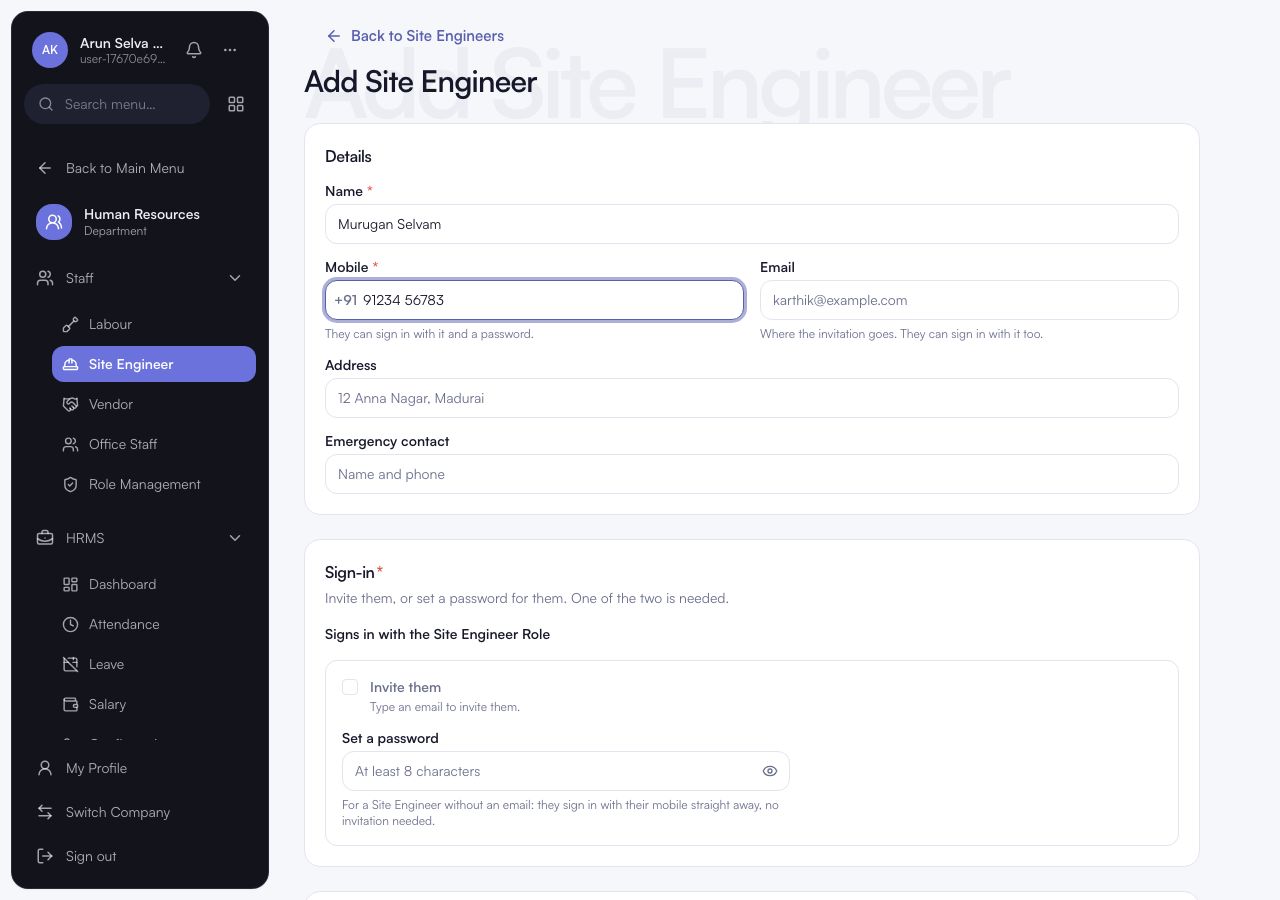 AK
Arun Selva ...
user-17670e69...
Search menu...
Back to Main Menu
Human Resources
Department
Staff
Labour
Site Engineer
Vendor
Office Staff
Role Management
HRMS
Dashboard
Attendance
Leave
Salary
My Profile
Switch Company
Sign out
Back to Site Engineers
Add Site Engineer
Add Site Engineer
Details
Name *
Murugan Selvam
Mobile *
+91 91234 56783
They can sign in with it and a password.
Email
karthik@example.com
Where the invitation goes. They can sign in with it too.
Address
12 Anna Nagar, Madurai
Emergency contact
Name and phone
Sign-in*
Invite them, or set a password for them. One of the two is needed.
Signs in with the Site Engineer Role
Invite them
Type an email to invite them.
Set a password
At least 8 characters
For a Site Engineer without an email: they sign in with their mobile straight away, no
invitation needed.